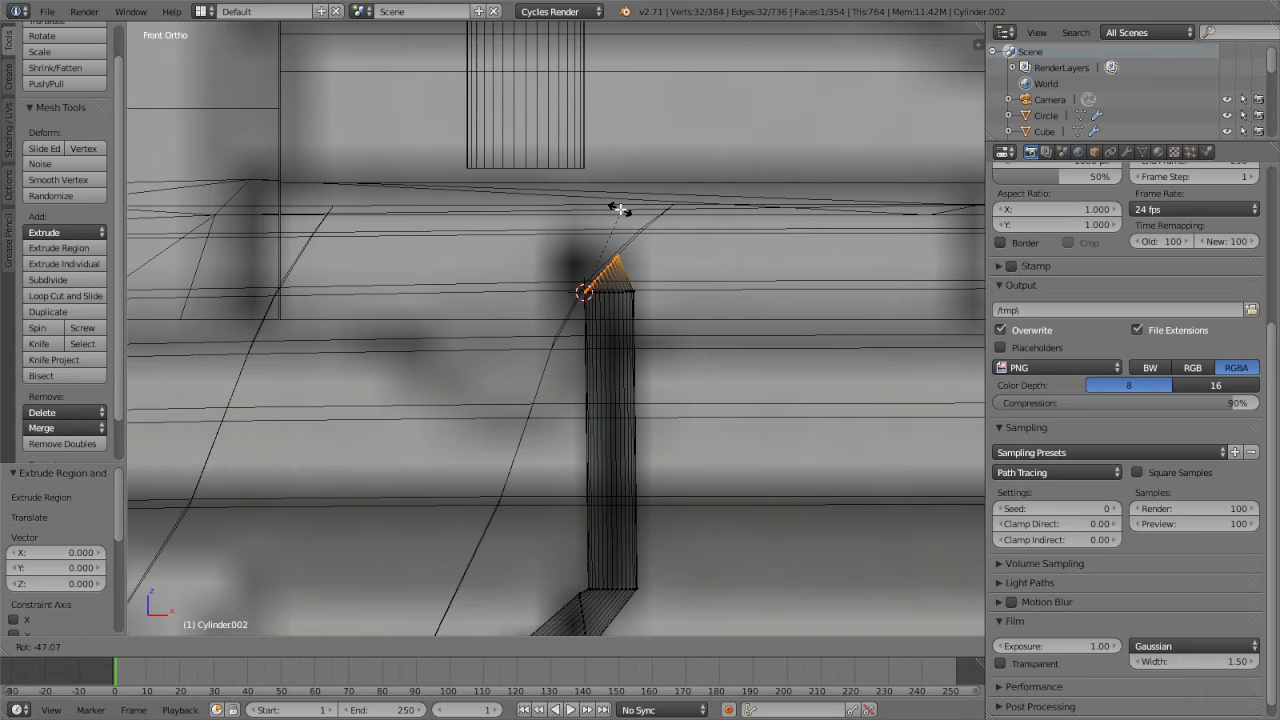 File Render Window Help Default Scene Cycles Render v2.71 | Verts:32/384 | Edges:32/736 | Faces:1/354 | Tris:764 | Mem:11.42M | Cylinder.002
Front Ortho
Rotate
Scale
Shrink/Fatten
Push/Pull
Mesh Tools
Deform:
Slide Ed Vertex
Noise
Smooth Vertex
Randomize
Add:
Extrude
Extrude Region
Extrude Individual
Subdivide
Loop Cut and Slide
Duplicate
Spin Screw
Knife Select
Knife Project
Bisect
Remove:
Delete
Merge
Remove Doubles
Extrude Region and
Extrude Region
Translate
Vector
X: 0.000
Y: 0.000
Z: 0.000
Constraint Axis
X
Tools
Create
Shading / UVs
Options
Grease Pencil
z
x
(1) Cylinder.002
Rot: -47.07
View Search All Scenes
Scene
RenderLayers
World
Camera
Circle
Cube
50% Frame Step: 1
Aspect Ratio: Frame Rate:
X: 1.000 24 fps
Y: 1.000 Time Remapping:
Border Crop Old: 100 New: 100
Stamp
Output
/tmp\
Overwrite File Extensions
Placeholders
PNG BW RGB RGBA
Color Depth: 8 16
Compression: 90%
Sampling
Sampling Presets
Path Tracing Square Samples
Settings: Samples:
Seed: 0 Render: 100
Clamp Direct: 0.00 Preview: 100
Clamp Indirect: 0.00
Volume Sampling
Light Paths
Motion Blur
Film
Exposure: 1.00 Gaussian
Transparent Width: 1.50
Performance
Post Processing
-20 -10 0 10 20 30 40 50 60 70 80 90 100 110 120 130 140 150 160 170 180 190 200 210 220 230 240 250
View Marker Frame Playback Start: 1 End: 250 1 No Sync